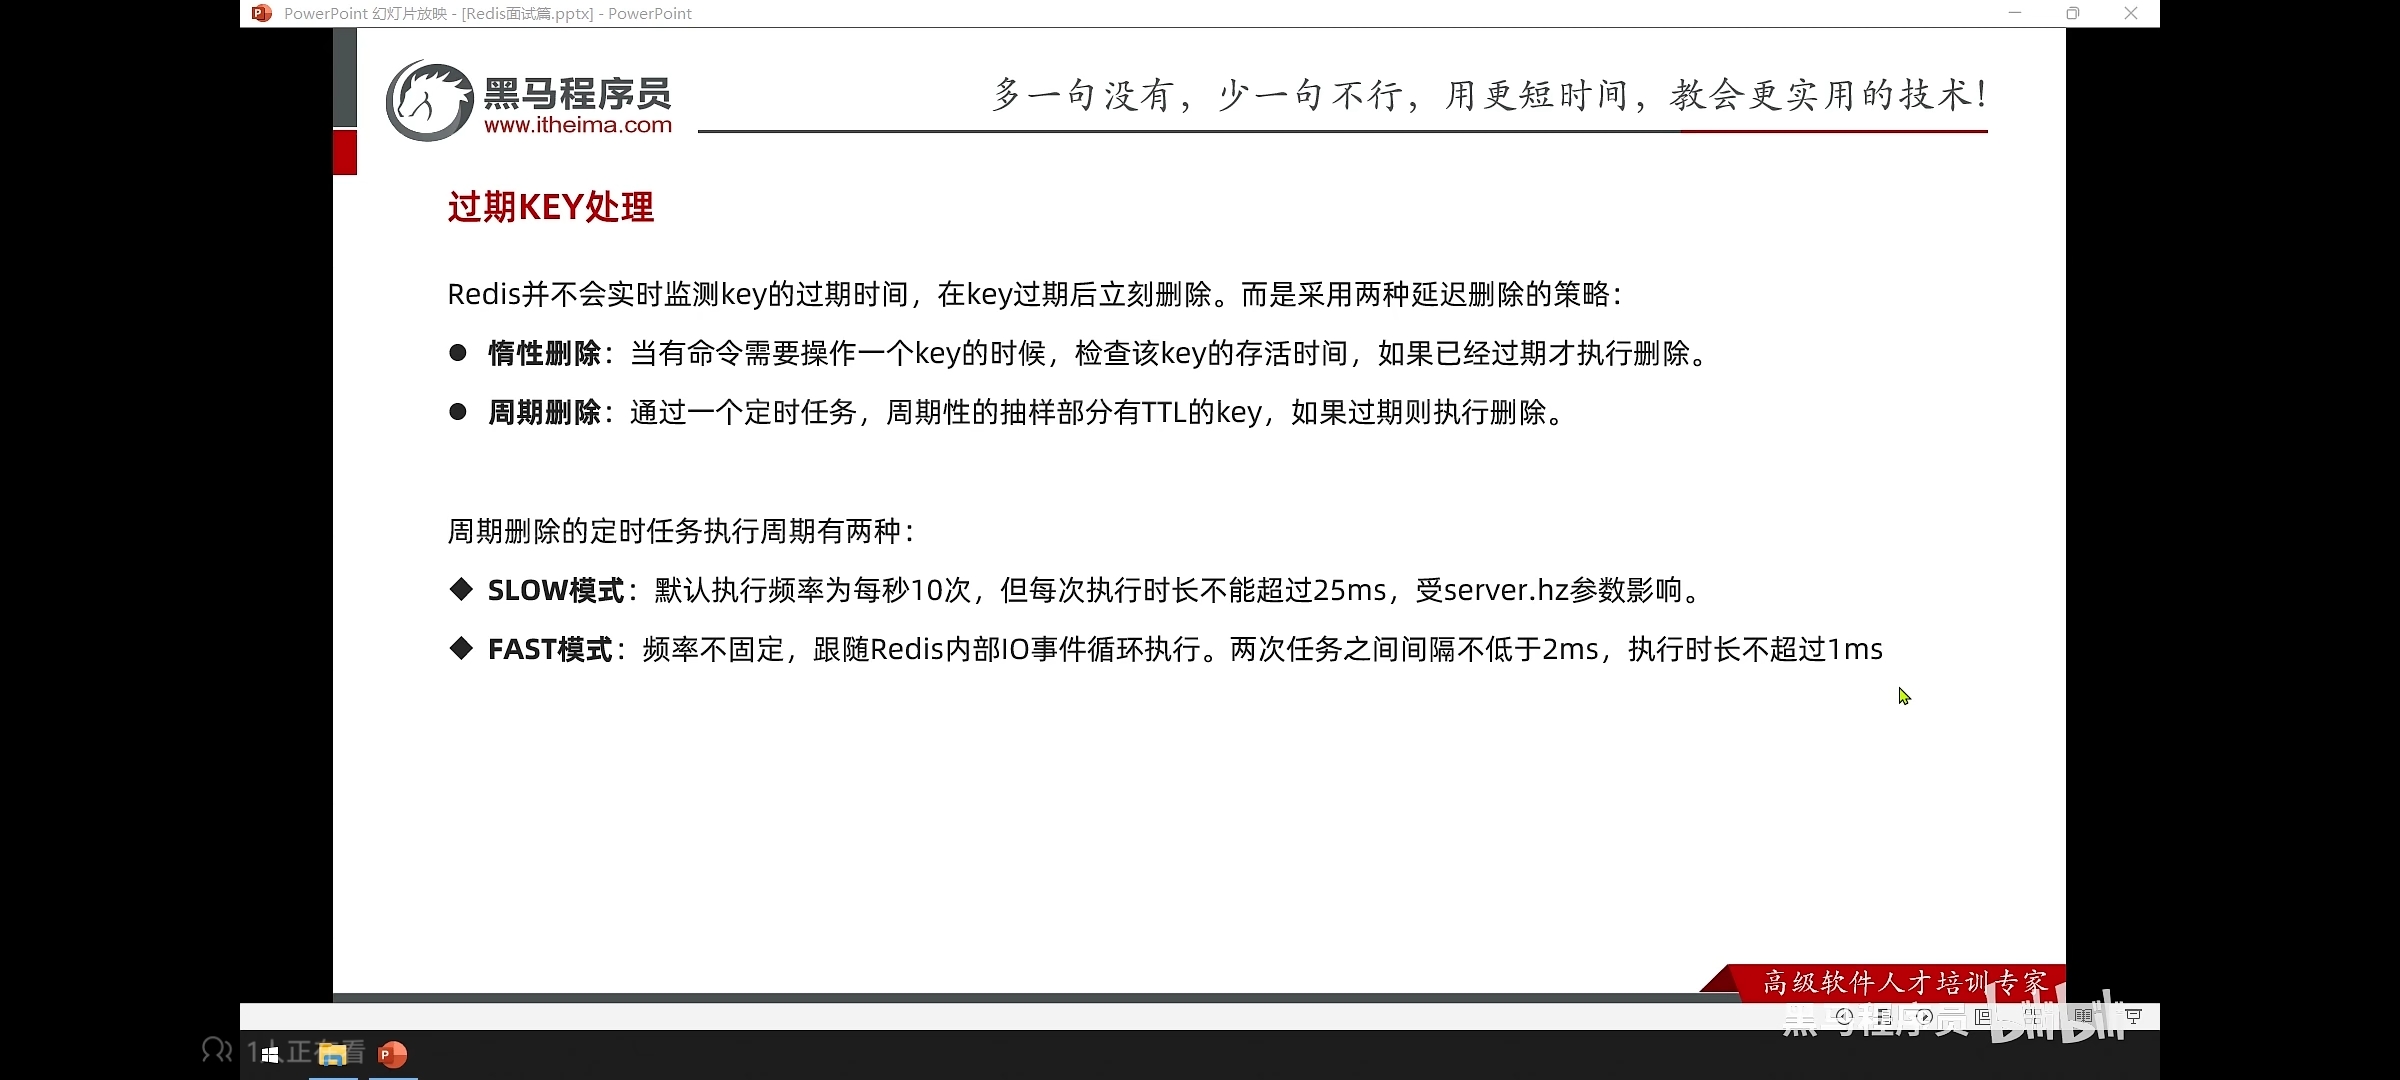 PowerPoint 幻灯片放映 - [Redis面试篇.pptx] - PowerPoint
黑马程序员
www.itheima.com
多一句没有，少一句不行，用更短时间，教会更实用的技术！
过期KEY处理
Redis并不会实时监测key的过期时间，在key过期后立刻删除。而是采用两种延迟删除的策略：
● 惰性删除：当有命令需要操作一个key的时候，检查该key的存活时间，如果已经过期才执行删除。
● 周期删除：通过一个定时任务，周期性的抽样部分有TTL的key，如果过期则执行删除。
周期删除的定时任务执行周期有两种：
◆ SLOW模式：默认执行频率为每秒10次，但每次执行时长不能超过25ms，受server.hz参数影响。
◆ FAST模式：频率不固定，跟随Redis内部IO事件循环执行。两次任务之间间隔不低于2ms，执行时长不超过1ms
高级软件人才培训专家
黑马程序员 bilibili
1人正在看